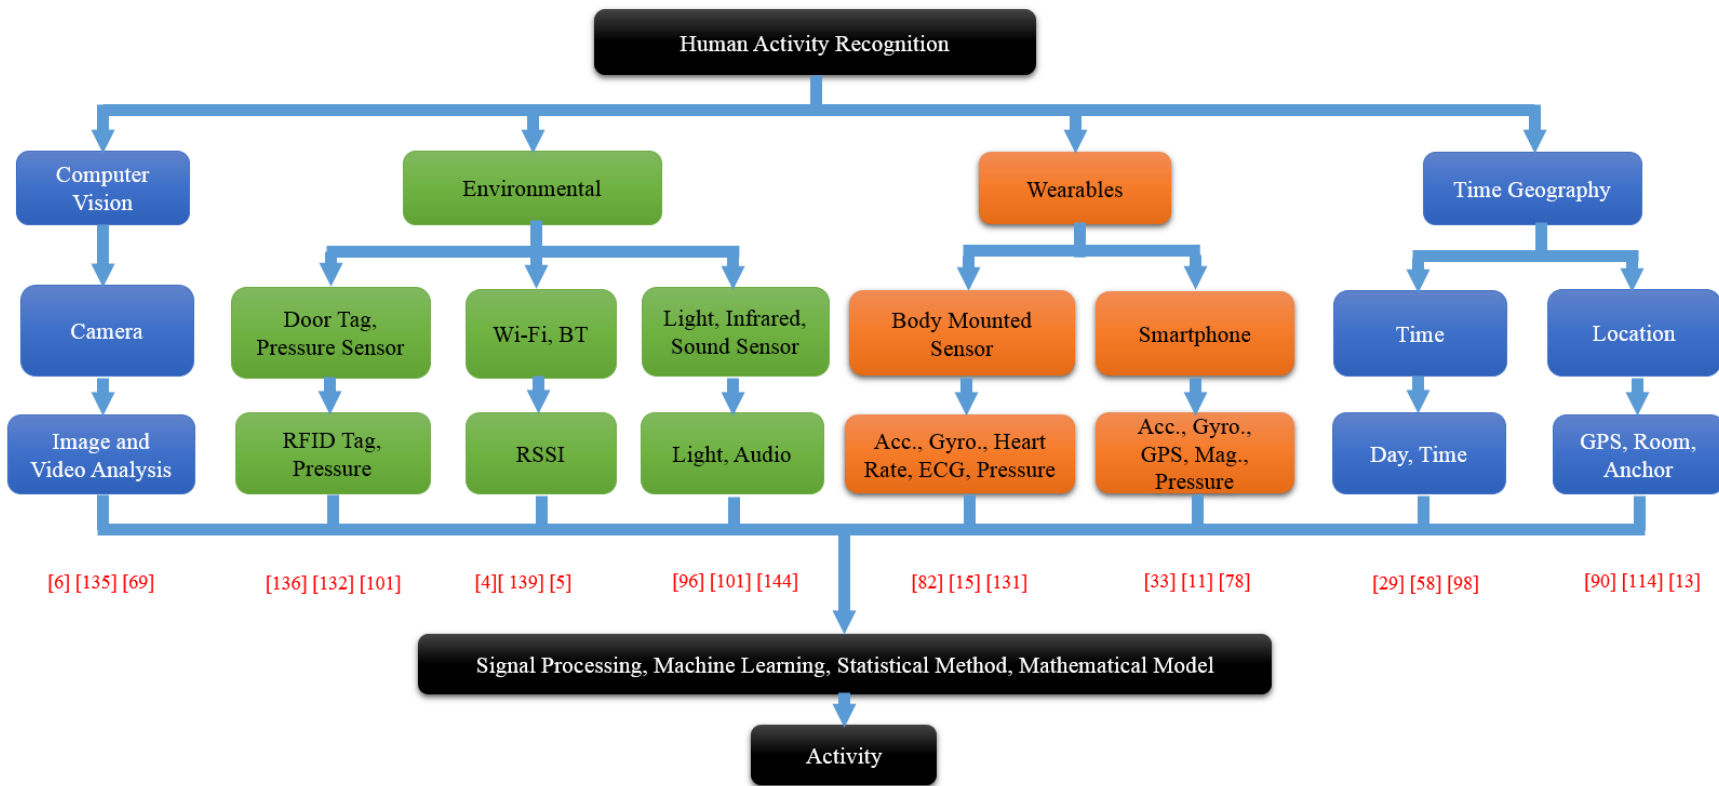 Human Activity Recognition
Computer
Vision
Environmental
Wearables
Time Geography
Camera
Door Tag,
Pressure Sensor
Wi-Fi, BT
Light, Infrared,
Sound Sensor
Body Mounted
Sensor
Smartphone
Time
Location
Image and
Video Analysis
RFID Tag,
Pressure
RSSI
Light, Audio
Acc., Gyro., Heart
Rate, ECG, Pressure
Acc., Gyro.,
GPS, Mag.,
Pressure
Day, Time
GPS, Room,
Anchor
[6] [135] [69]
[136] [132] [101]
[4][ 139] [5]
[96] [101] [144]
[82] [15] [131]
[33] [11] [78]
[29] [58] [98]
[90] [114] [13]
Signal Processing, Machine Learning, Statistical Method, Mathematical Model
Activity